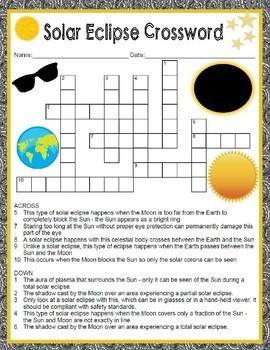 Solar Eclipse Crossword
Name: Date:
1
2 3 4
5 6
7
8
9
10
ACROSS
5 This type of solar eclipse happens when the Moon is too far from the Earth to
completely block the Sun - the Sun appears as a bright ring
7 Staring too long at the Sun without proper eye protection can permanently damage this
part of the eye
8 A solar eclipse happens with this celestial body crosses between the Earth and the Sun
9 Unlike a solar eclipse, this type of eclipse happens when the Earth passes between the
Sun and the Moon
10 This occurs when the Moon blocks the Sun so only the solar corona can be seen
DOWN
1 The aura of plasma that surrounds the Sun - only it can be seen of the Sun during a
total solar eclipse.
2 The shadow cast by the Moon over an area experiencing a partial solar eclipse.
3 Only look at a solar eclipse with this, which can be in glasses or in a hand-held viewer. It
should be compliant with safety standards.
4 This type of eclipse happens when the Moon covers only a fraction of the Sun - the
Sun and Moon are not exactly in line
6 The shadow cast by the Moon over an area experiencing a total solar eclipse.